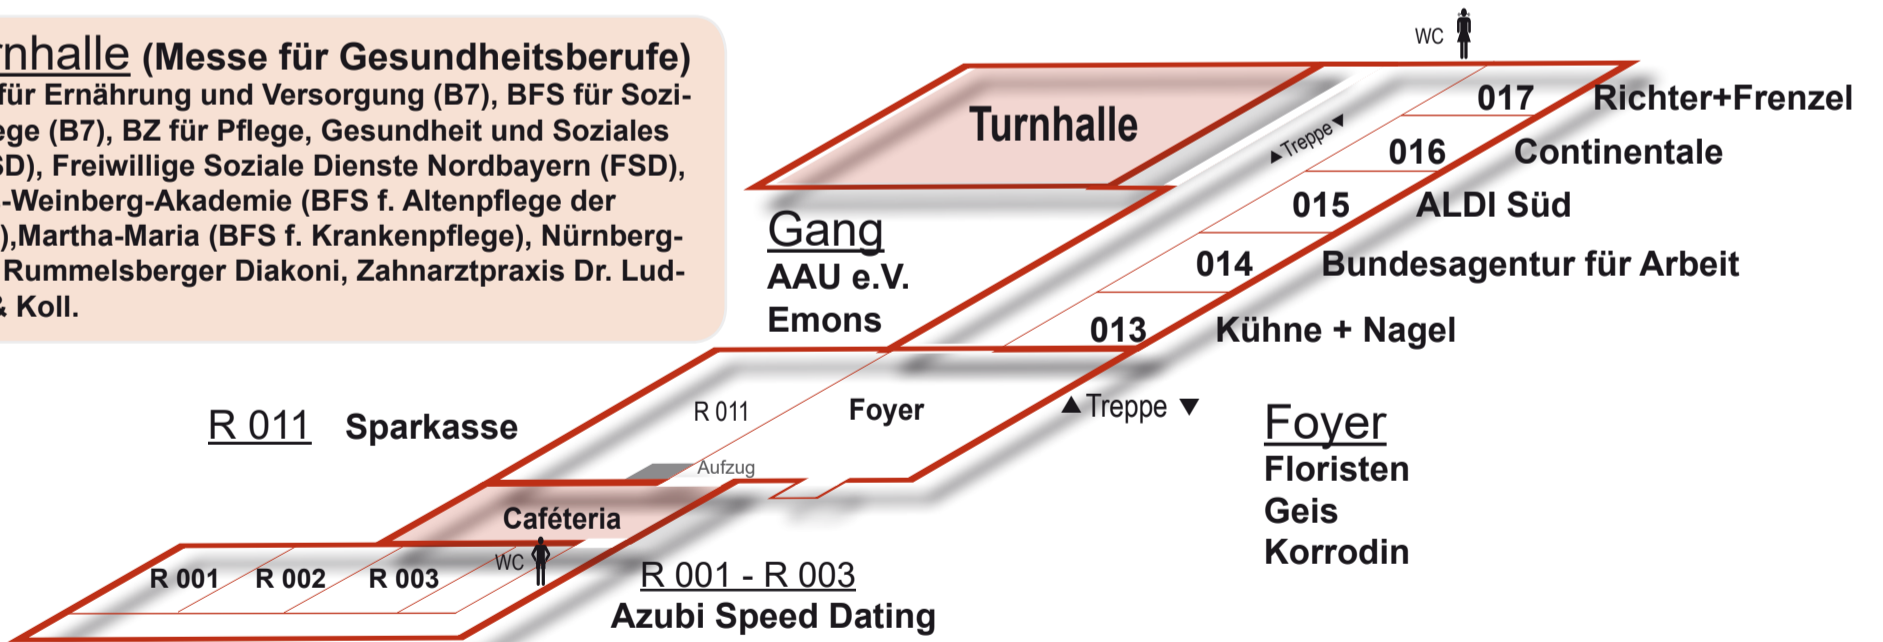 rnhalle (Messe für Gesundheitsberufe)
für Ernährung und Versorgung (B7), BFS für Sozi-
ege (B7), BZ für Pflege, Gesundheit und Soziales
SD), Freiwillige Soziale Dienste Nordbayern (FSD),
-Weinberg-Akademie (BFS f. Altenpflege der
),Martha-Maria (BFS f. Krankenpflege), Nürnberg-
Rummelsberger Diakoni, Zahnarztpraxis Dr. Lud-
& Koll.
WC
Turnhalle
▲Treppe▼
017 Richter+Frenzel
016 Continentale
015 ALDI Süd
014 Bundesagentur für Arbeit
013 Kühne + Nagel
Gang
AAU e.V.
Emons
R 011 Sparkasse
R 011
Foyer
▲ Treppe ▼
Aufzug
Foyer
Floristen
Geis
Korrodin
Caféteria
WC
R 001 R 002 R 003
R 001 - R 003
Azubi Speed Dating